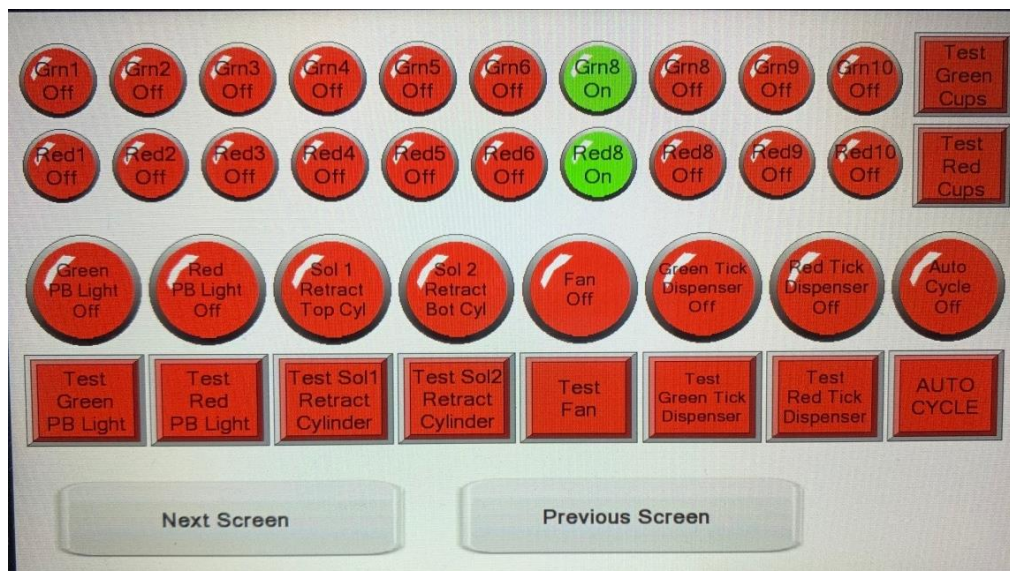 Grn1 Off
Grn2 Off
Grn3 Off
Grn4 Off
Grn5 Off
Grn6 Off
Grn8 On
Grn8 Off
Grn9 Off
Grn10 Off
Test Green Cups
Red1 Off
Red2 Off
Red3 Off
Red4 Off
Red5 Off
Red6 Off
Red8 On
Red8 Off
Red9 Off
Red10 Off
Test Red Cups
Green PB Light Off
Red PB Light Off
Sol 1 Retract Top Cyl
Sol 2 Retract Bot Cyl
Fan Off
Green Tick Dispenser Off
Red Tick Dispenser Off
Auto Cycle Off
Test Green PB Light
Test Red PB Light
Test Sol1 Retract Cylinder
Test Sol2 Retract Cylinder
Test Fan
Test Green Tick Dispenser
Test Red Tick Dispenser
AUTO CYCLE
Next Screen
Previous Screen